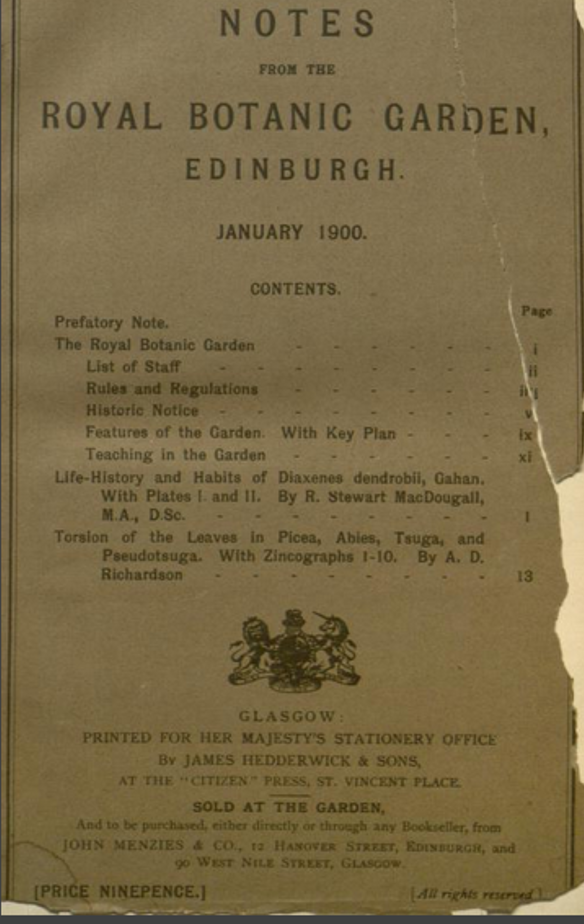 NOTES
FROM THE
ROYAL BOTANIC GARDEN,
EDINBURGH.
JANUARY 1900.
CONTENTS.
Page
Prefatory Note.
The Royal Botanic Garden - - - - - - i
List of Staff - - - - - - - ii
Rules and Regulations - - - - - - iii
Historic Notice - - - - - - - v
Features of the Garden. With Key Plan - - - ix
Teaching in the Garden - - - - - xi
Life-History and Habits of Diaxenes dendrobii, Gahan.
With Plates I. and II. By R. Stewart MacDougall,
M.A., D.Sc. - - - - - - - - 1
Torsion of the Leaves in Picea, Abies, Tsuga, and
Pseudotsuga. With Zincographs 1-10. By A. D.
Richardson - - - - - - - 13
GLASGOW:
PRINTED FOR HER MAJESTY'S STATIONERY OFFICE
By JAMES HEDDERWICK & SONS,
AT THE "CITIZEN" PRESS, ST. VINCENT PLACE.
SOLD AT THE GARDEN,
And to be purchased, either directly or through any Bookseller, from
JOHN MENZIES & CO., 12 HANOVER STREET, EDINBURGH, and
90 WEST NILE STREET, GLASGOW.
[PRICE NINEPENCE.] [All rights reserved.]